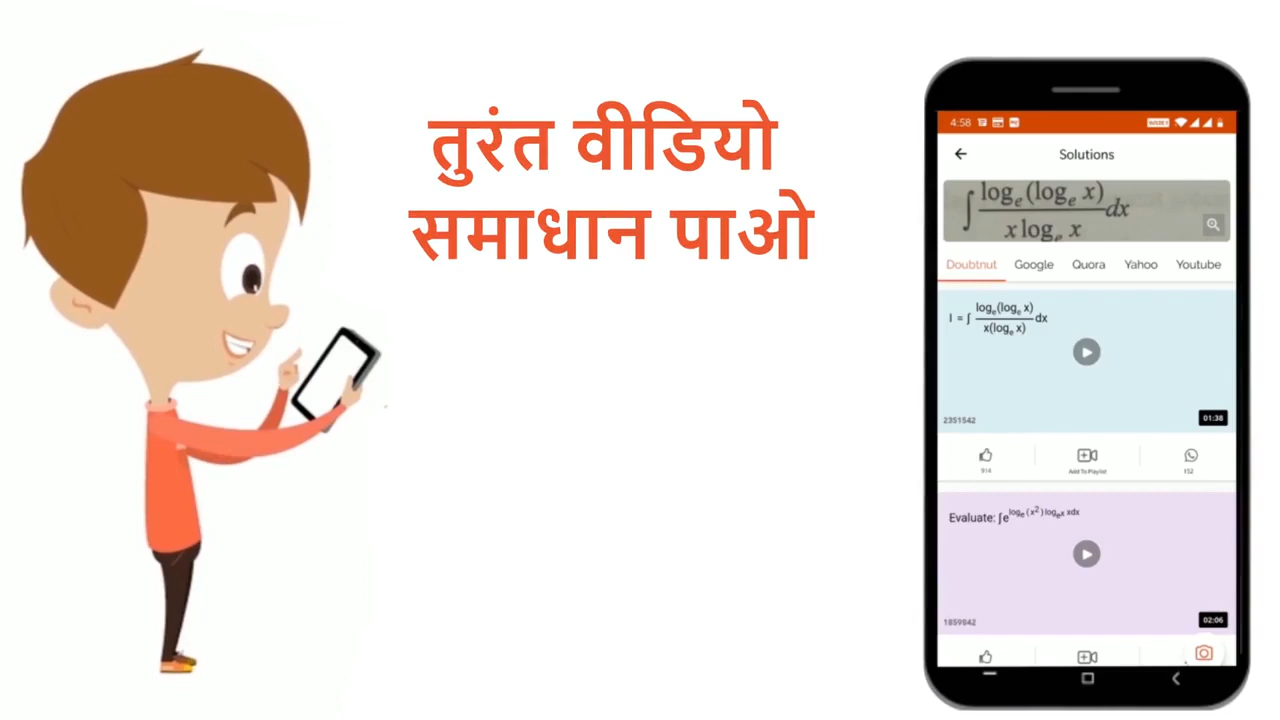 तुरंत वीडियो
समाधान पाओ
4:58
Solutions
∫ logₑ(logₑ x) / x logₑ x dx
Doubtnut Google Quora Yahoo Youtube
I = ∫ logₑ(logₑ x) / x(logₑ x) dx
2351542 01:38
914 Add To Playlist 152
Evaluate: ∫e^logₑ(x²) logₑx xdx
1859042 02:06